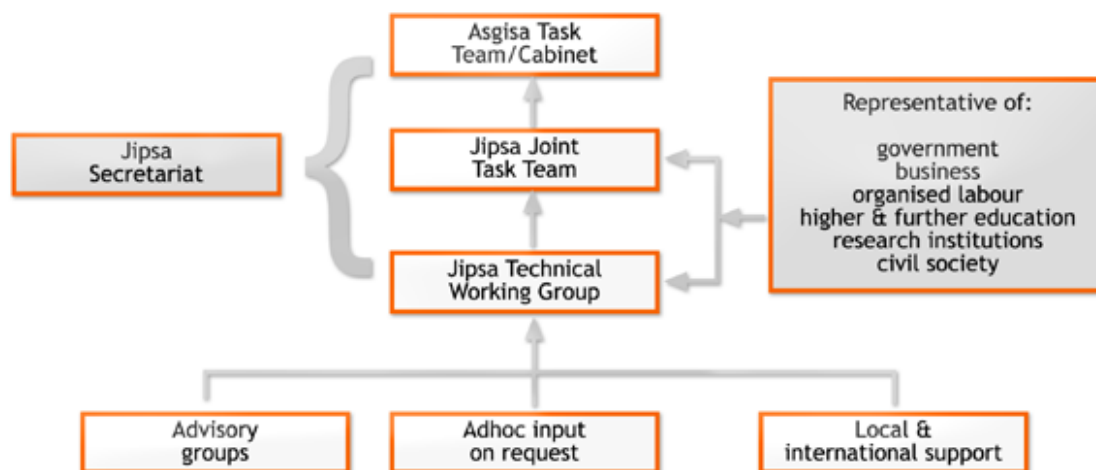 Asgisa Task
Team/Cabinet
Jipsa
Secretariat
Jipsa Joint
Task Team
Jipsa Technical
Working Group
Representative of:
government
business
organised labour
higher & further education
research institutions
civil society
Advisory
groups
Adhoc input
on request
Local &
international support